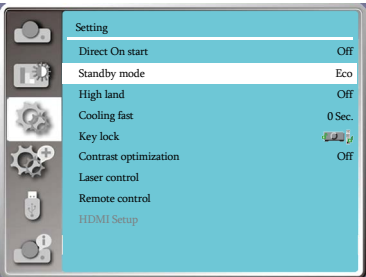 Setting
Direct On start Off
Standby mode Eco
High land Off
Cooling fast 0 Sec.
Key lock
Contrast optimization Off
Laser control
Remote control
HDMI Setup